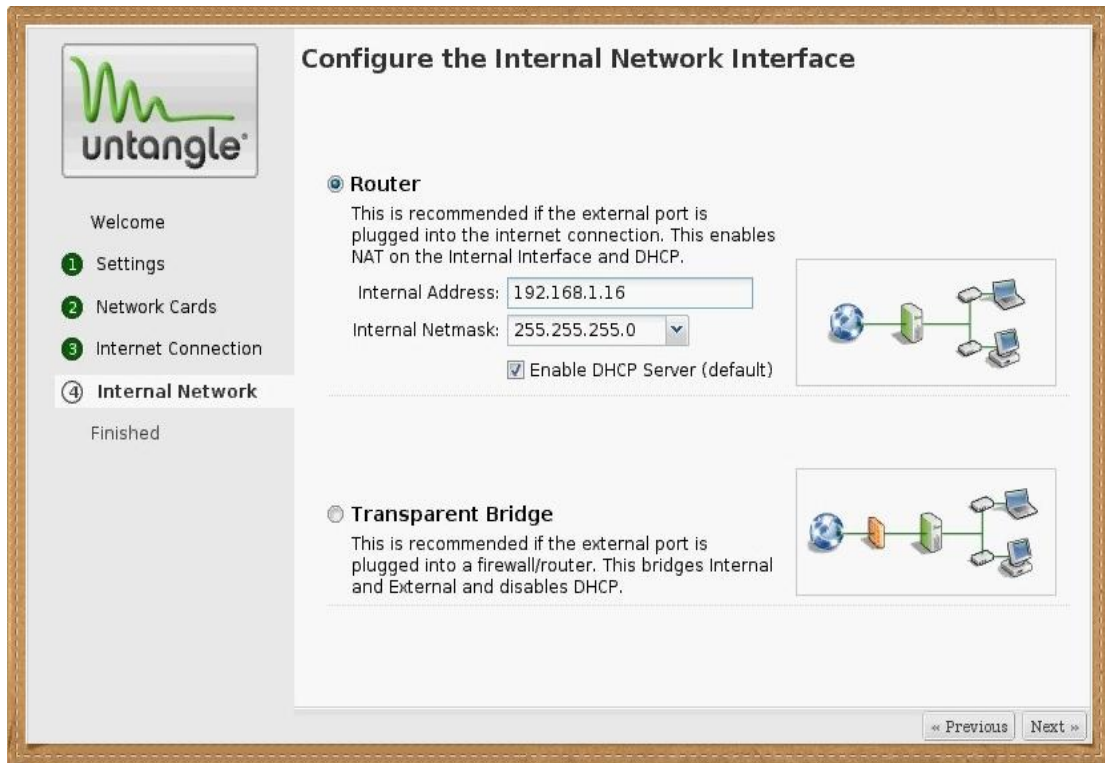 untangle®
Welcome
1 Settings
2 Network Cards
3 Internet Connection
4 Internal Network
Finished
Configure the Internal Network Interface
Router
This is recommended if the external port is
plugged into the internet connection. This enables
NAT on the Internal Interface and DHCP.
Internal Address: 192.168.1.16
Internal Netmask: 255.255.255.0
Enable DHCP Server (default)
Transparent Bridge
This is recommended if the external port is
plugged into a firewall/router. This bridges Internal
and External and disables DHCP.
« Previous Next »